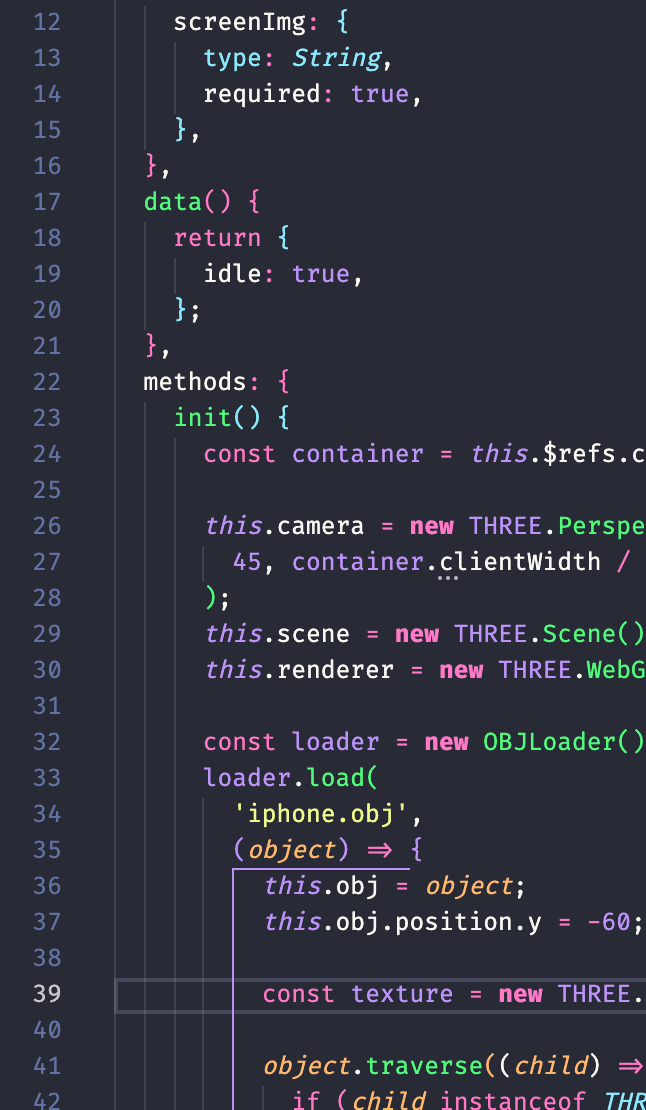 12 screenImg: {
13 type: String,
14 required: true,
15 },
16 },
17 data() {
18 return {
19 idle: true,
20 };
21 },
22 methods: {
23 init() {
24 const container = this.$refs.c
25
26 this.camera = new THREE.Perspe
27 45, container.clientWidth /
28 );
29 this.scene = new THREE.Scene()
30 this.renderer = new THREE.WebG
31
32 const loader = new OBJLoader()
33 loader.load(
34 'iphone.obj',
35 (object) => {
36 this.obj = object;
37 this.obj.position.y = -60;
38
39 const texture = new THREE.
40
41 object.traverse((child) =>
42 if (child instanceof THR